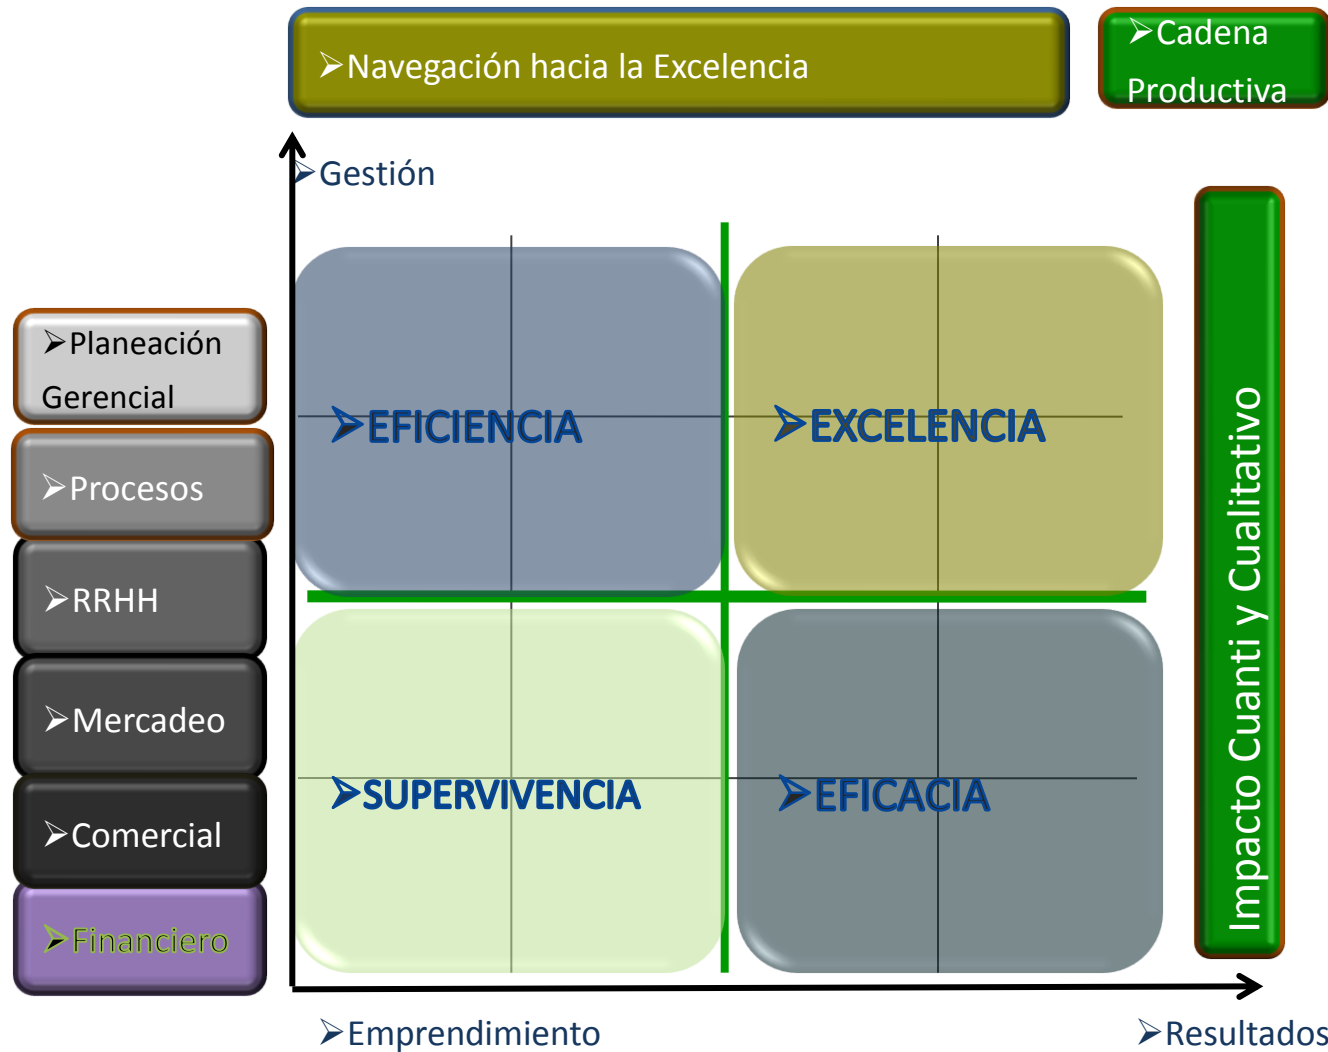 ➢Navegación hacia la Excelencia
➢Cadena
Productiva
➢Gestión
➢Planeación
Gerencial
➢Procesos
➢RRHH
➢Mercadeo
➢Comercial
➢Financiero
➢EFICIENCIA
➢EXCELENCIA
➢SUPERVIVENCIA
➢EFICACIA
Impacto Cuanti y Cualitativo
➢Emprendimiento
➢Resultados